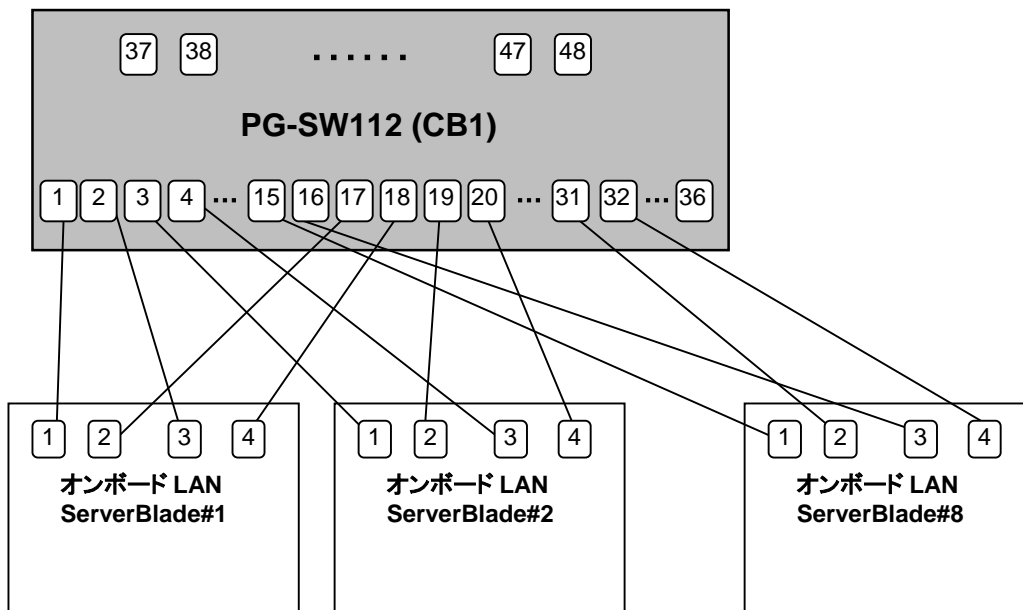 37 38 ...... 47 48
PG-SW112 (CB1)
1 2 3 4 ... 15 16 17 18 19 20 ... 31 32 ... 36
1 2 3 4 1 2 3 4 1 2 3 4
オンボード LAN
ServerBlade#1
オンボード LAN
ServerBlade#2
オンボード LAN
ServerBlade#8